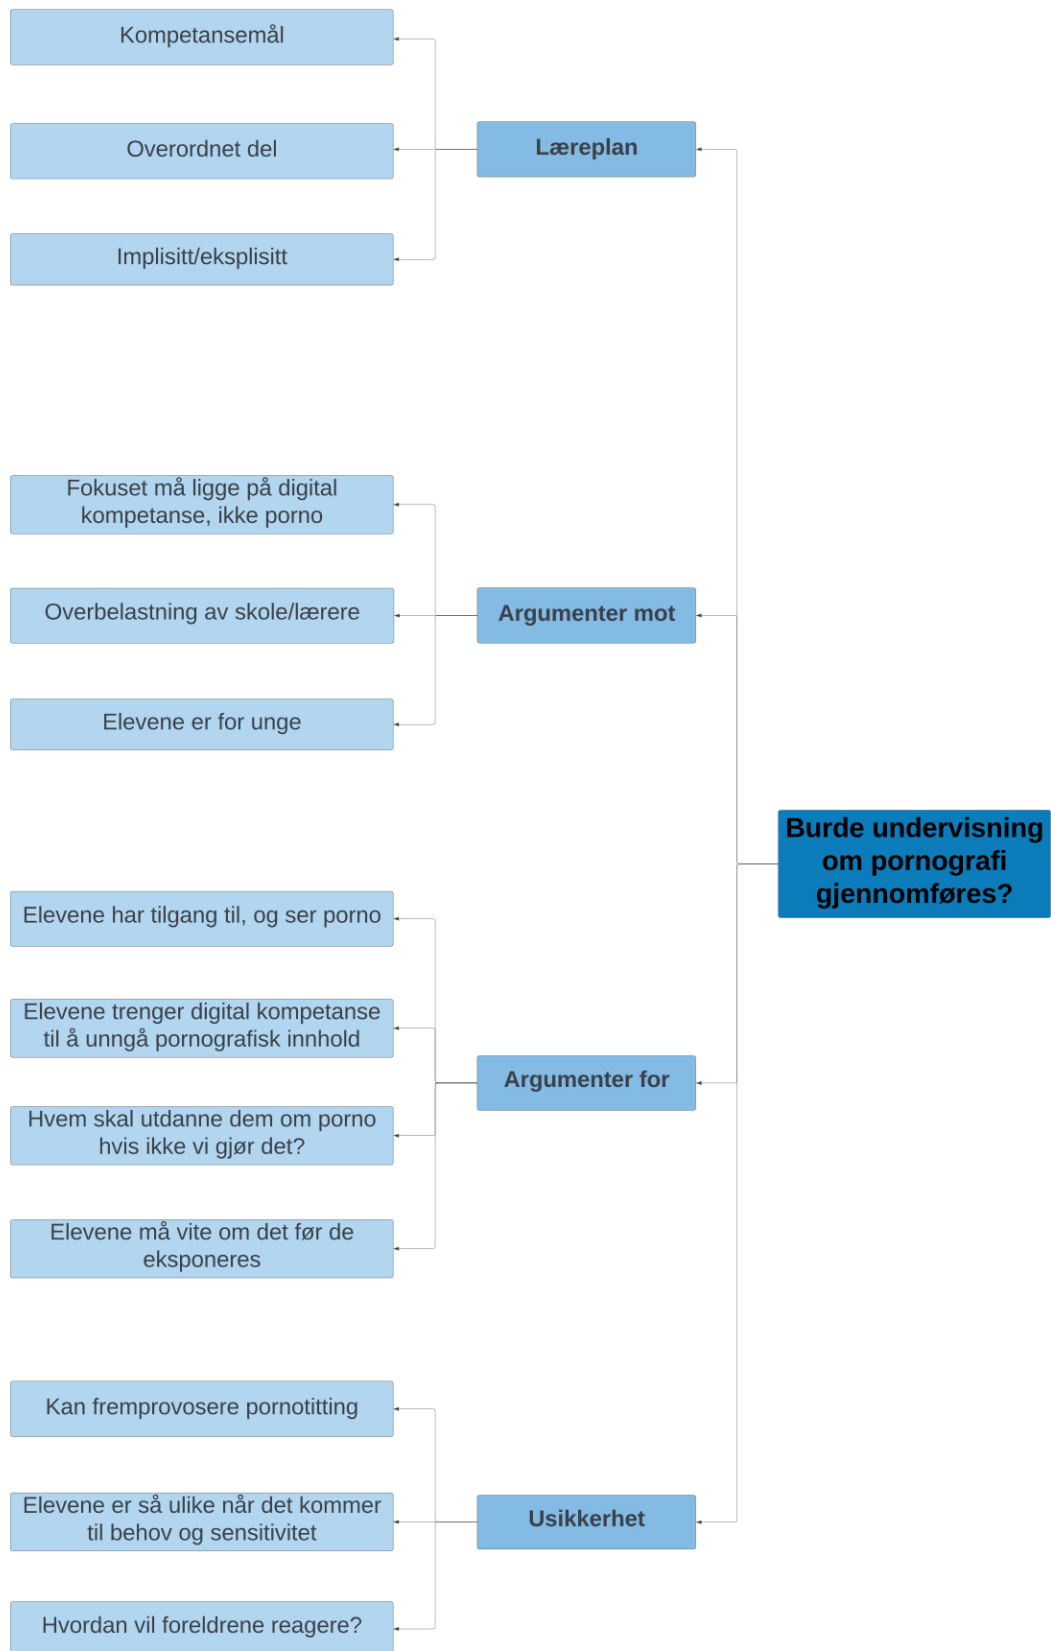 Kompetansemål
Overordnet del
Læreplan
Implisitt/eksplisitt
Fokuset må ligge på digital
kompetanse, ikke porno
Overbelastning av skole/lærere
Argumenter mot
Elevene er for unge
Burde undervisning
om pornografi
gjennomføres?
Elevene har tilgang til, og ser porno
Elevene trenger digital kompetanse
til å unngå pornografisk innhold
Argumenter for
Hvem skal utdanne dem om porno
hvis ikke vi gjør det?
Elevene må vite om det før de
eksponeres
Kan fremprovosere pornotitting
Elevene er så ulike når det kommer
til behov og sensitivitet
Usikkerhet
Hvordan vil foreldrene reagere?